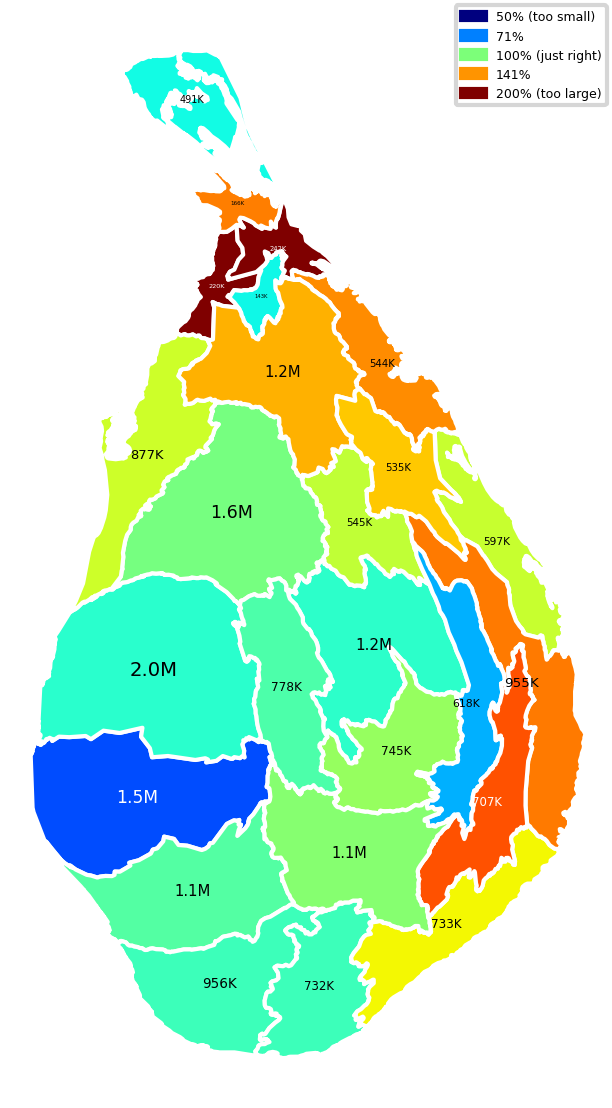 50% (too small)
71%
100% (just right)
141%
200% (too large)
491K
166K
242K
220K
143K
544K
1.2M
877K
535K
1.6M
545K
597K
1.2M
2.0M
778K
955K
618K
745K
1.5M
707K
1.1M
1.1M
733K
956K
732K